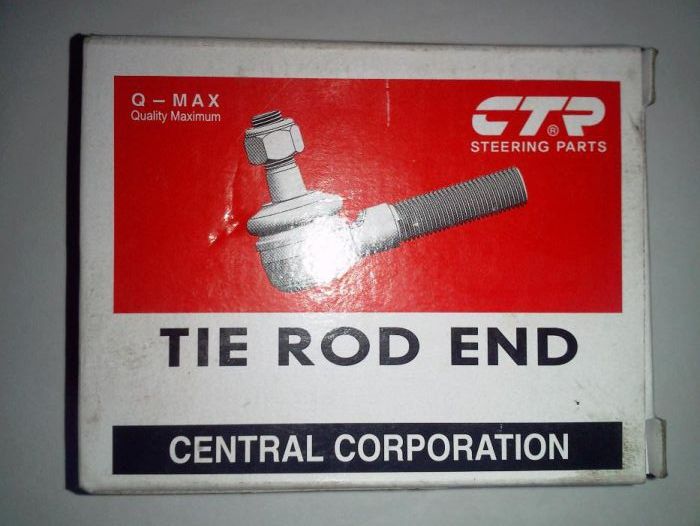 Q – MAX
Quality Maximum
CTR®
STEERING PARTS
TIE ROD END
CENTRAL CORPORATION